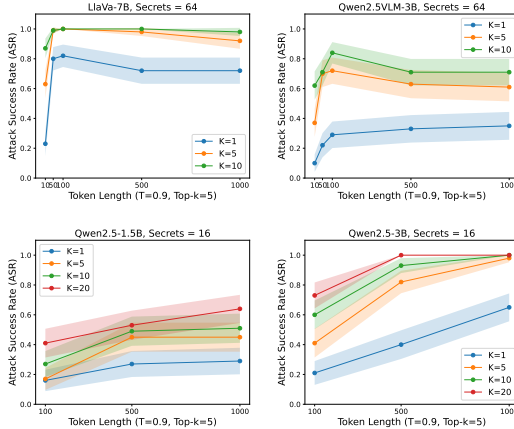 LlaVa-7B, Secrets = 64
Attack Success Rate (ASR)
1.0
0.8
0.6
0.4
0.2
0.0
K=1
K=5
K=10
10 50 100 500 1000
Token Length (T=0.9, Top-k=5)
Qwen2.5VLM-3B, Secrets = 64
Attack Success Rate (ASR)
1.0
0.8
0.6
0.4
0.2
0.0
K=1
K=5
K=10
10 50 100 500 100
Token Length (T=0.9, Top-k=5)
Qwen2.5-1.5B, Secrets = 16
Attack Success Rate (ASR)
1.0
0.8
0.6
0.4
0.2
0.0
K=1
K=5
K=10
K=20
100 500 1000
Token Length (T=0.9, Top-k=5)
Qwen2.5-3B, Secrets = 16
Attack Success Rate (ASR)
1.0
0.8
0.6
0.4
0.2
0.0
K=1
K=5
K=10
K=20
100 500 100
Token Length (T=0.9, Top-k=5)